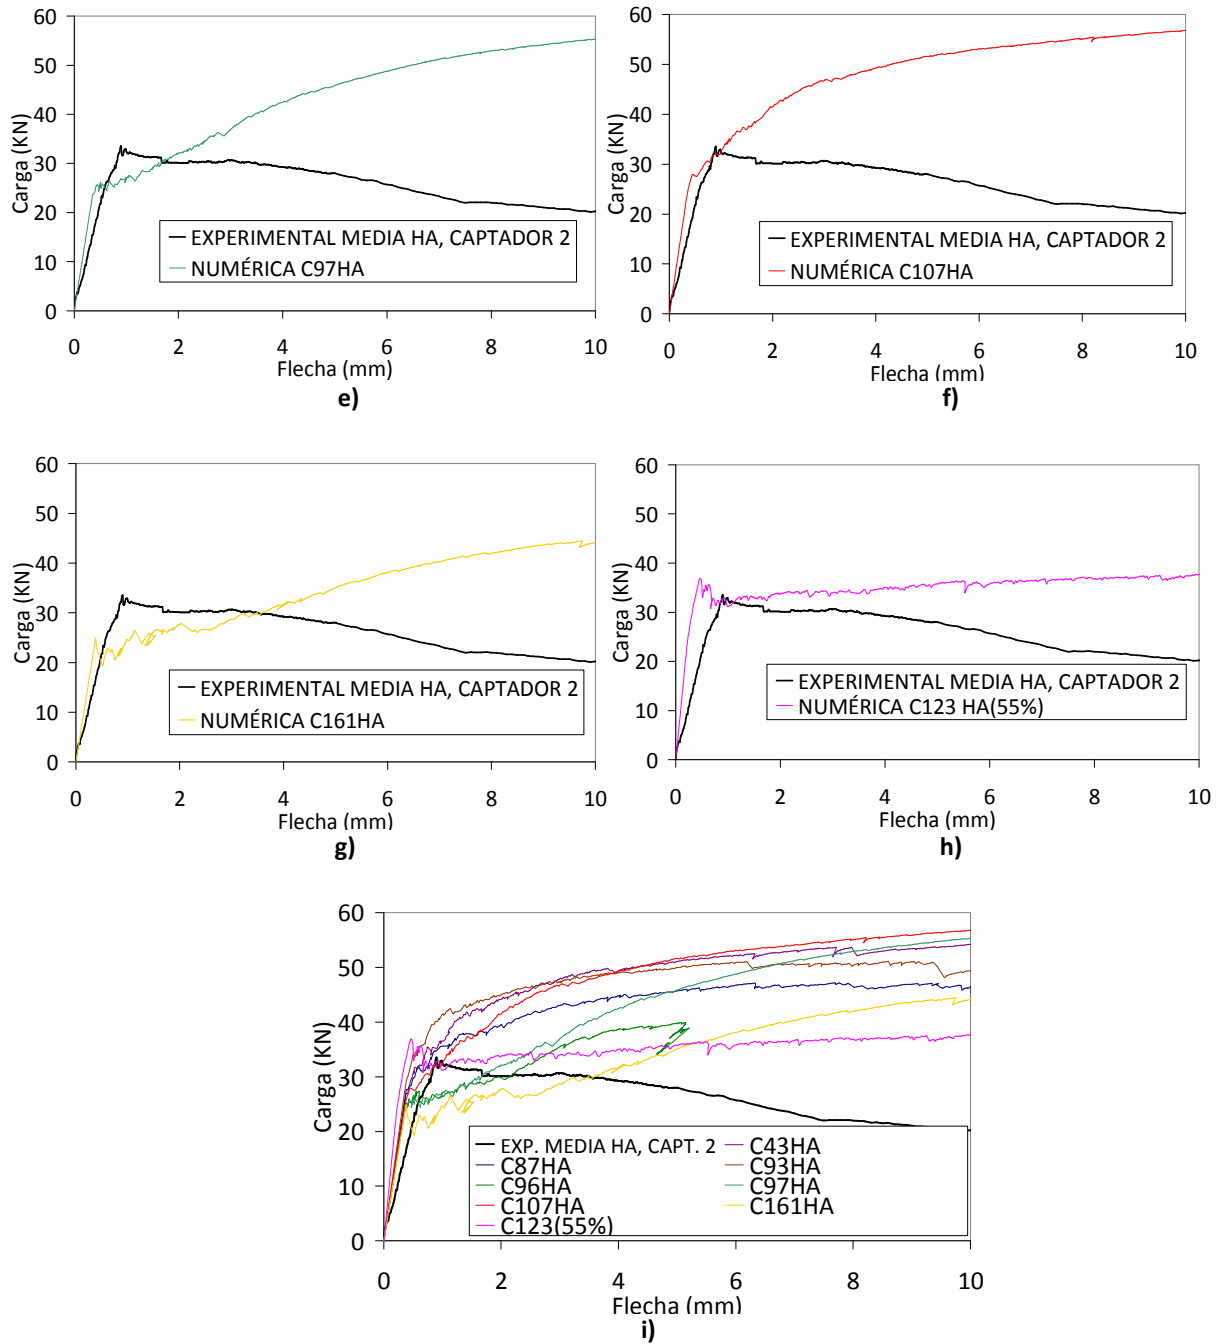 60
50
40
30
20
10
0
Carga (KN)
EXPERIMENTAL MEDIA HA, CAPTADOR 2
NUMÉRICA C97HA
0 2 4 6 8 10
Flecha (mm)
e)
60
50
40
30
20
10
0
Carga (KN)
EXPERIMENTAL MEDIA HA, CAPTADOR 2
NUMÉRICA C107HA
0 2 4 6 8 10
Flecha (mm)
f)
60
50
40
30
20
10
0
Carga (KN)
EXPERIMENTAL MEDIA HA, CAPTADOR 2
NUMÉRICA C161HA
0 2 4 6 8 10
Flecha (mm)
g)
60
50
40
30
20
10
0
Carga (KN)
EXPERIMENTAL MEDIA HA, CAPTADOR 2
NUMÉRICA C123 HA(55%)
0 2 4 6 8 10
Flecha (mm)
h)
60
50
40
30
20
10
0
Carga (KN)
EXP. MEDIA HA, CAPT. 2 C43HA
C87HA C93HA
C96HA C97HA
C107HA C161HA
C123(55%)
0 2 4 6 8 10
Flecha (mm)
i)